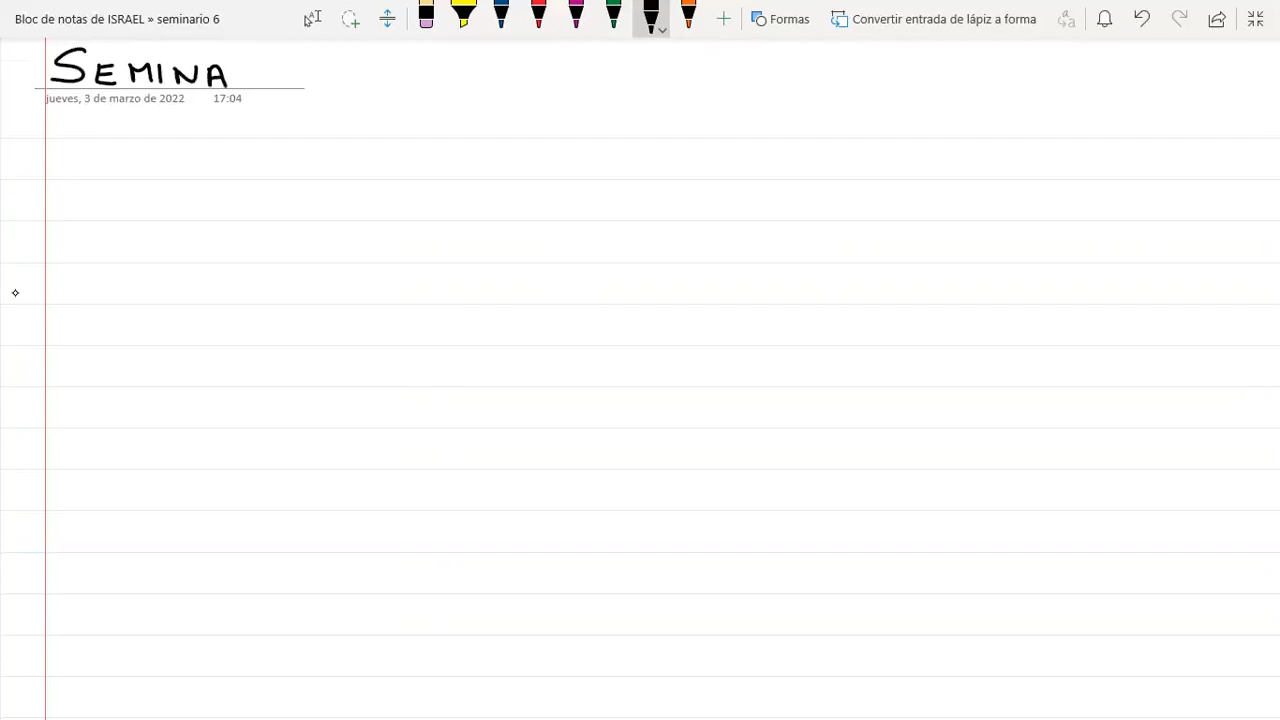 Bloc de notas de ISRAEL » seminario 6
Formas
Convertir entrada de lápiz a forma
SEMINA
jueves, 3 de marzo de 2022 17:04